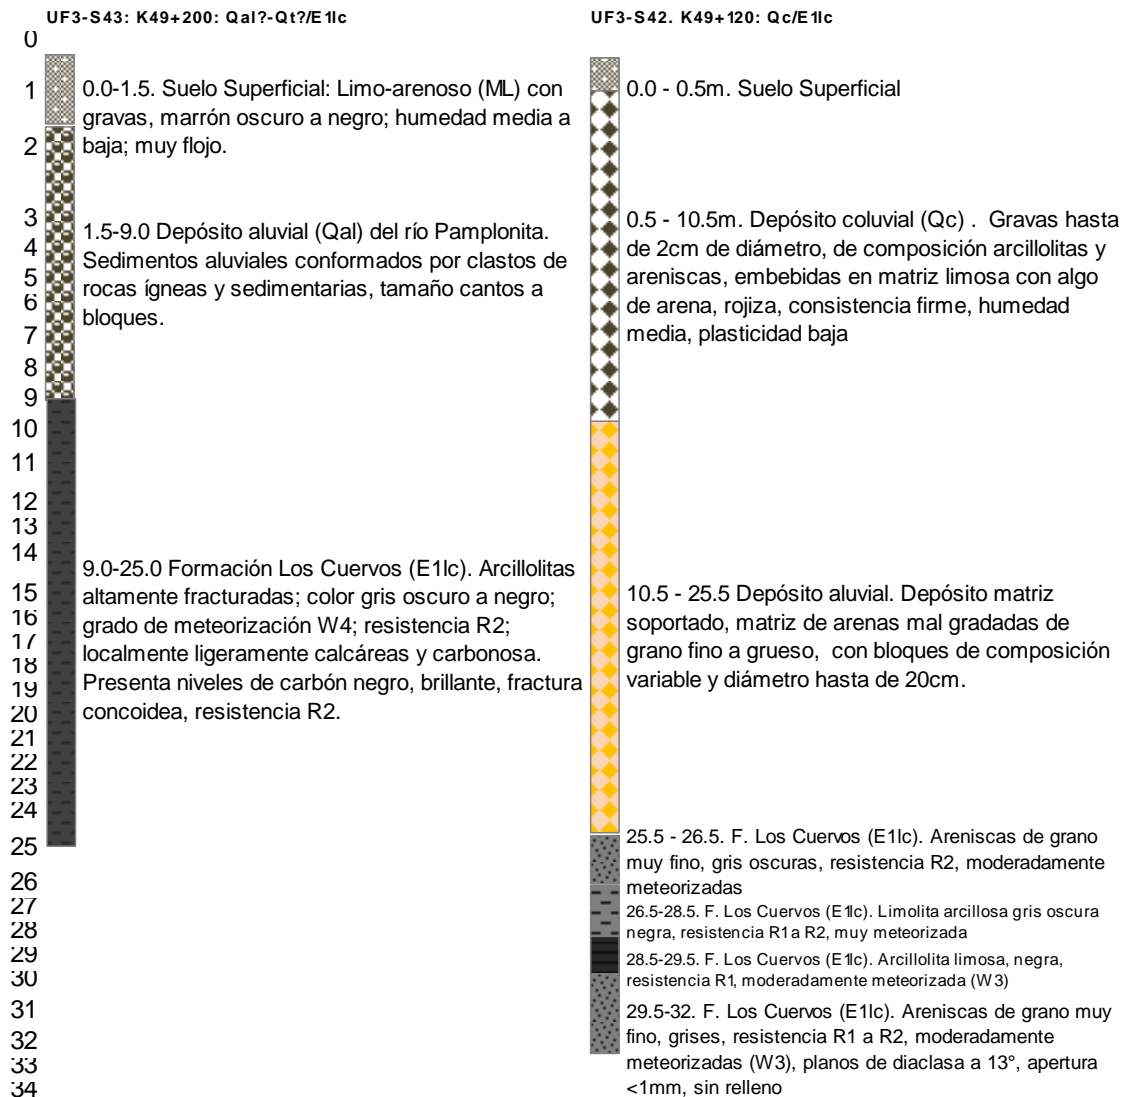 UF3-S43: K49+200: Qal?-Qt?/E1lc
0
1
2
3
4
5
6
7
8
9
10
11
12
13
14
15
16
17
18
19
20
21
22
23
24
25
26
27
28
29
30
31
32
33
34
0.0-1.5. Suelo Superficial: Limo-arenoso (ML) con
gravas, marrón oscuro a negro; humedad media a
baja; muy flojo.
1.5-9.0 Depósito aluvial (Qal) del río Pamplonita.
Sedimentos aluviales conformados por clastos de
rocas ígneas y sedimentarias, tamaño cantos a
bloques.
9.0-25.0 Formación Los Cuervos (E1lc). Arcillolitas
altamente fracturadas; color gris oscuro a negro;
grado de meteorización W4; resistencia R2;
localmente ligeramente calcáreas y carbonosa.
Presenta niveles de carbón negro, brillante, fractura
concoidea, resistencia R2.
UF3-S42. K49+120: Qc/E1lc
0.0 - 0.5m. Suelo Superficial
0.5 - 10.5m. Depósito coluvial (Qc) . Gravas hasta
de 2cm de diámetro, de composición arcillolitas y
areniscas, embebidas en matriz limosa con algo
de arena, rojiza, consistencia firme, humedad
media, plasticidad baja
10.5 - 25.5 Depósito aluvial. Depósito matriz
soportado, matriz de arenas mal gradadas de
grano fino a grueso, con bloques de composición
variable y diámetro hasta de 20cm.
25.5 - 26.5. F. Los Cuervos (E1lc). Areniscas de grano
muy fino, gris oscuras, resistencia R2, moderadamente
meteorizadas
26.5-28.5. F. Los Cuervos (E1lc). Limolita arcillosa gris oscura
negra, resistencia R1 a R2, muy meteorizada
28.5-29.5. F. Los Cuervos (E1lc). Arcillolita limosa, negra,
resistencia R1, moderadamente meteorizada (W3)
29.5-32. F. Los Cuervos (E1lc). Areniscas de grano muy
fino, grises, resistencia R1 a R2, moderadamente
meteorizadas (W3), planos de diaclasa a 13°, apertura
<1mm, sin relleno